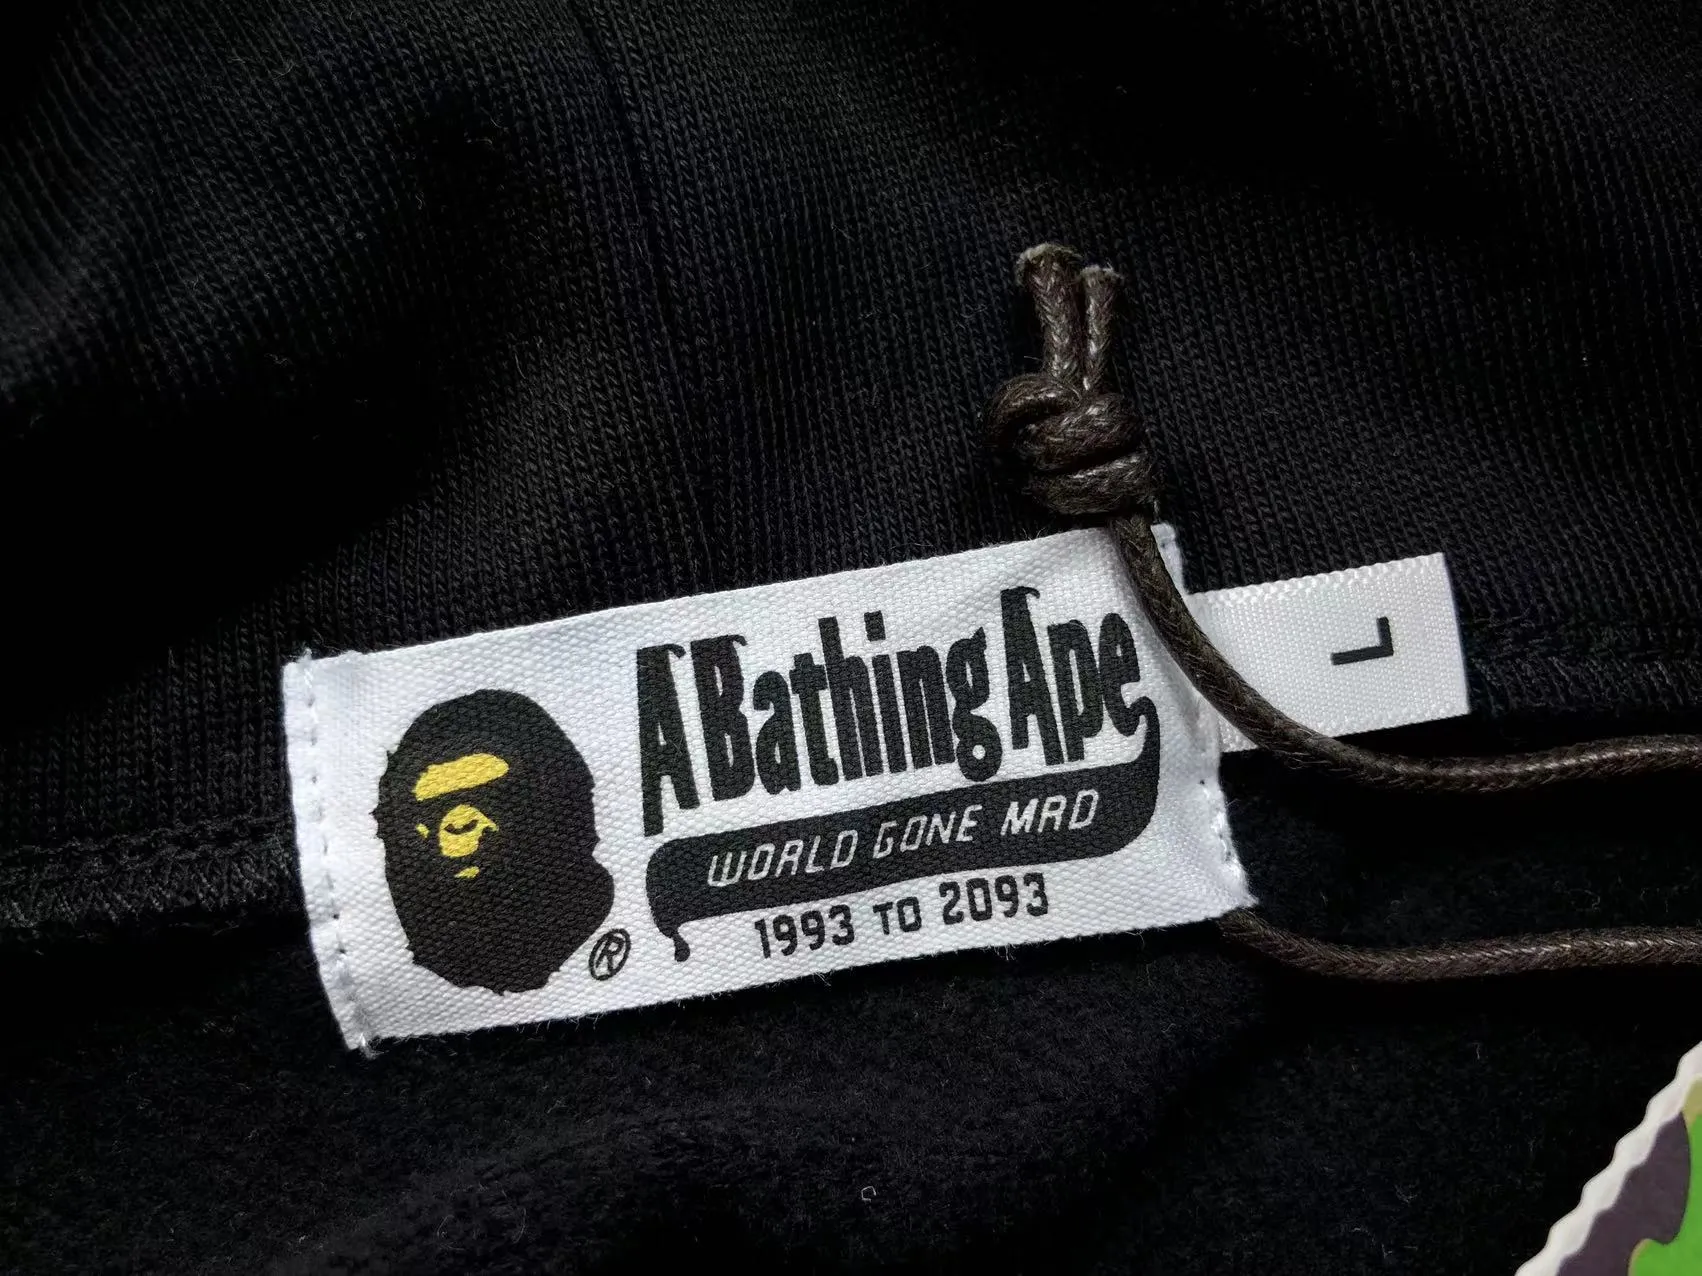 A Bathing Ape
WORLD GONE MAD
1993 TO 2093
®
L